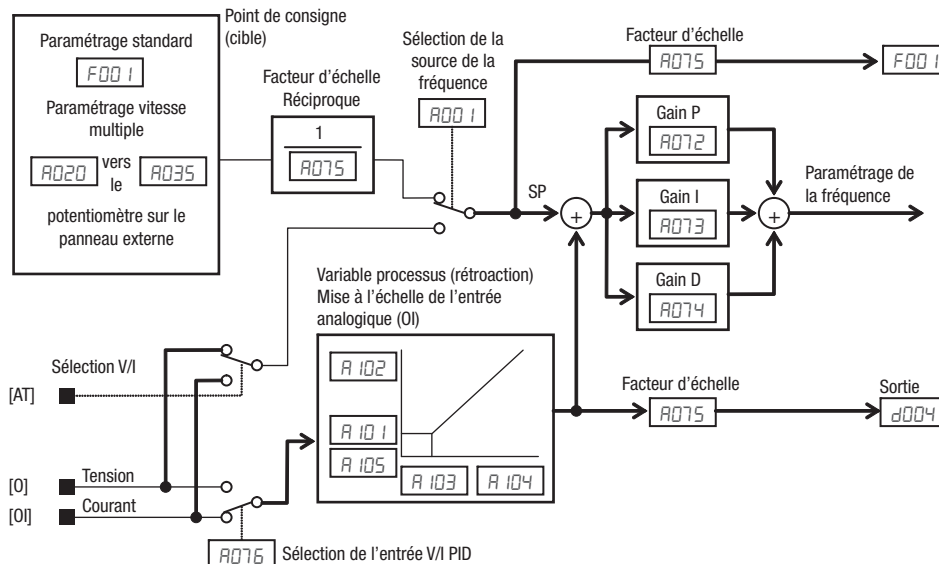 Point de consigne
(cible)
Paramétrage standard
F001
Paramétrage vitesse
multiple
A020 vers le A035
potentiomètre sur le
panneau externe
Facteur d'échelle
Réciproque
1
A075
Sélection de la
source de la
fréquence
A001
Facteur d'échelle
A075
F001
SP
+
Gain P
A072
Gain I
A073
Gain D
A074
+
Paramétrage de
la fréquence
Variable processus (rétroaction)
Mise à l'échelle de l'entrée
analogique (OI)
A102
A101
A105
A103
A104
Facteur d'échelle
A075
Sortie
d004
Sélection V/I
[AT]
[O]
Tension
[OI]
Courant
A076
Sélection de l'entrée V/I PID